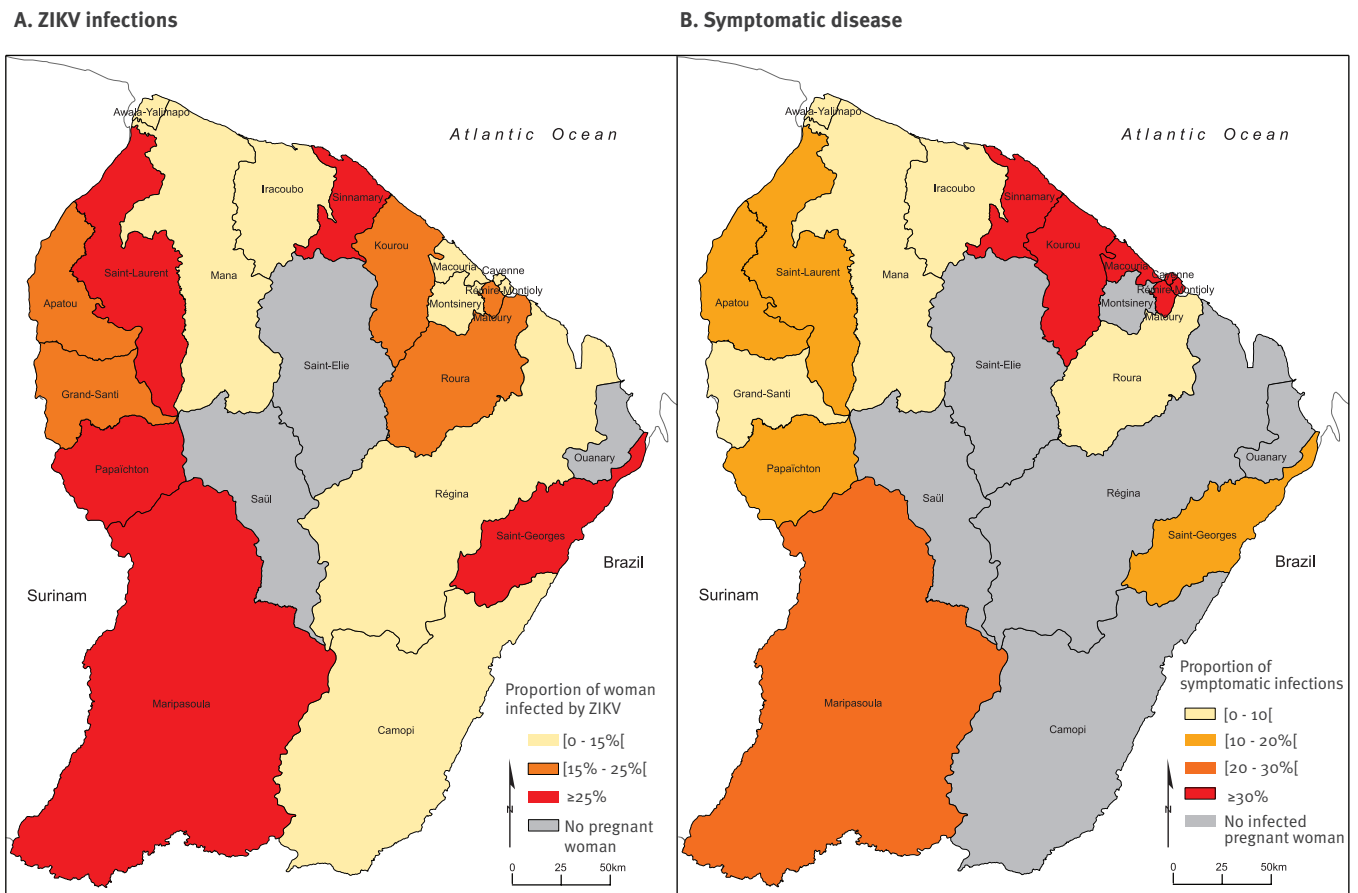 A. ZIKV infections
Awala-Yalimapo
Atlantic Ocean
Iracoubo
Sinnamary
Kourou
Saint-Laurent
Mana
Macouria
Cayenne
Rémire-Montjoly
Montsinery
Matoury
Apatou
Saint-Elie
Roura
Grand-Santi
Ouanary
Papaïchton
Saül
Régina
Saint-Georges
Brazil
Surinam
Maripasoula
Camopi
Proportion of woman
infected by ZIKV
[0 - 15%[
[15% - 25%[
≥25%
No pregnant
woman
N
0 50km
B. Symptomatic disease
Awala-Yalimapo
Atlantic Ocean
Iracoubo
Sinnamary
Kourou
Saint-Laurent
Mana
Macouria
Cayenne
Rémire-Montjoly
Montsinery
Matoury
Apatou
Saint-Elie
Roura
Grand-Santi
Ouanary
Papaïchton
Saül
Régina
Saint-Georges
Brazil
Surinam
Maripasoula
Camopi
Proportion of
symptomatic infections
[0 - 10[
[10 - 20%[
[20 - 30%[
≥30%
No infected
pregnant woman
N
0 50km